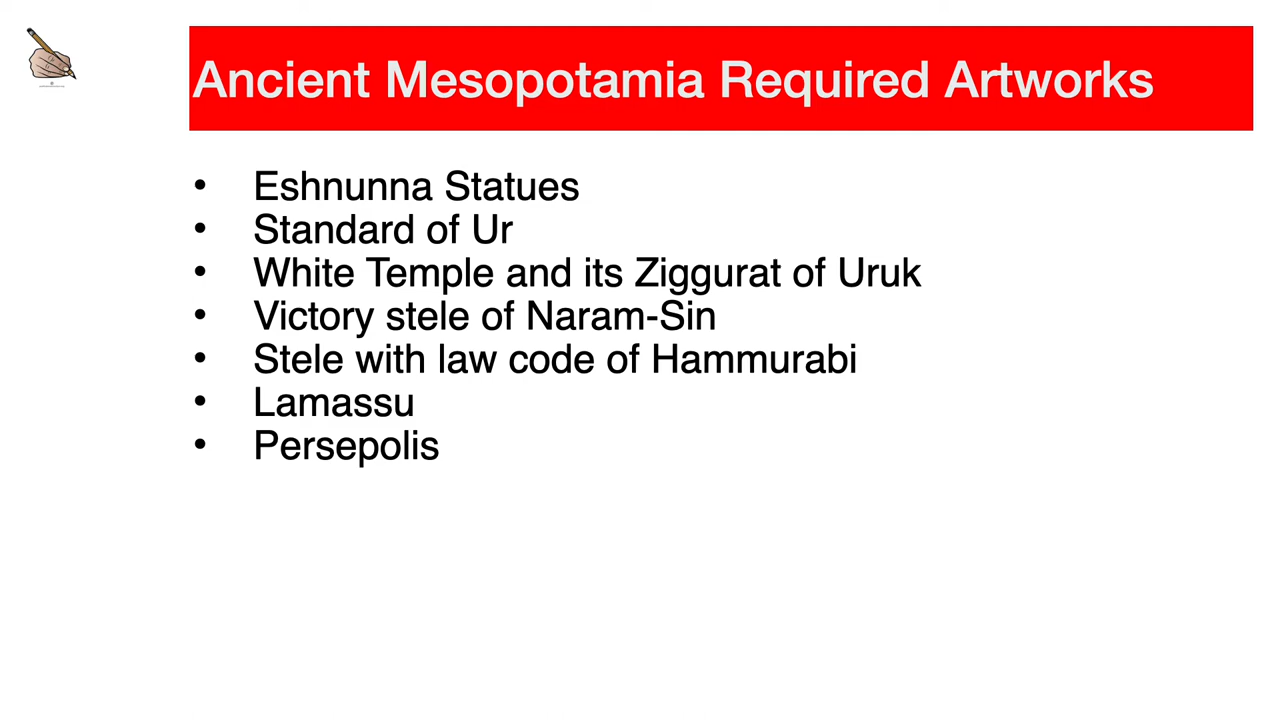 Ancient Mesopotamia Required Artworks
• Eshnunna Statues
• Standard of Ur
• White Temple and its Ziggurat of Uruk
• Victory stele of Naram-Sin
• Stele with law code of Hammurabi
• Lamassu
• Persepolis